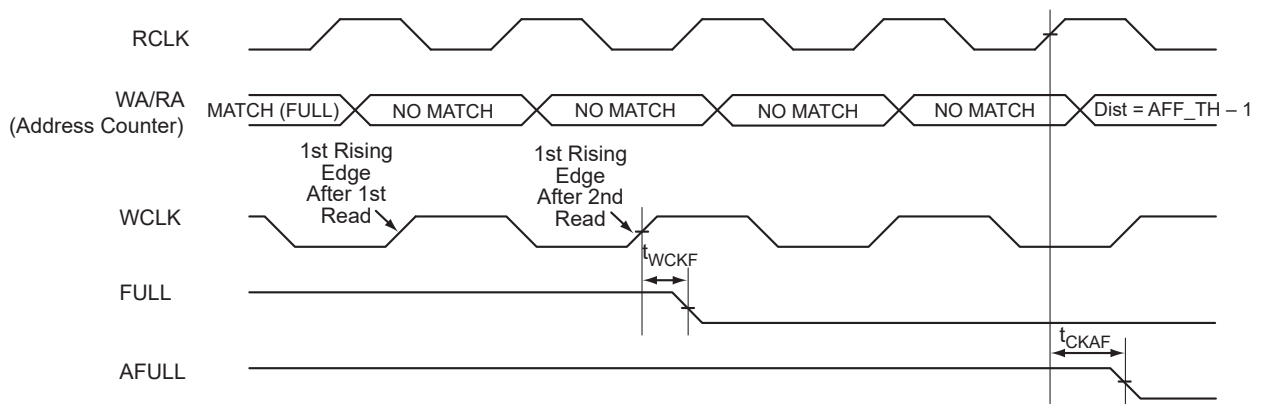 RCLK
WA/RA
(Address Counter)
MATCH (FULL)
NO MATCH
NO MATCH
NO MATCH
NO MATCH
Dist = AFF_TH – 1
1st Rising
Edge
After 1st
Read
1st Rising
Edge
After 2nd
Read
WCLK
tWCKF
FULL
tCKAF
AFULL